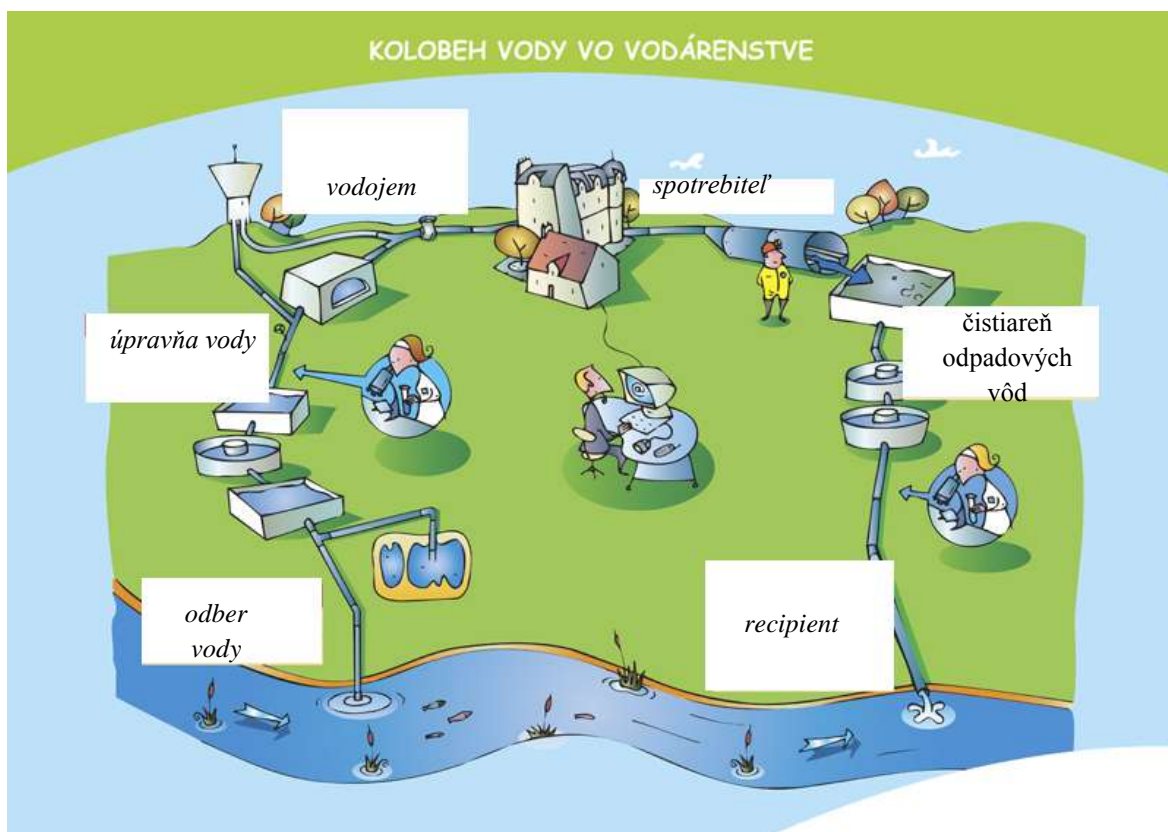 KOLOBEH VODY VO VODÁRENSTVE
vodojem
spotrebiteľ
úpravňa vody
čistiareň
odpadových
vôd
odber
vody
recipient